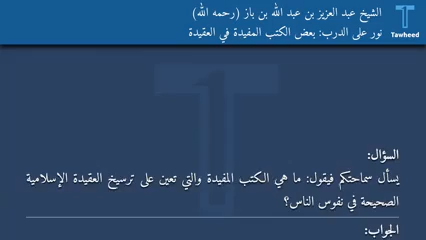 الشيخ عبد العزيز بن عبد الله بن باز (رحمه الله)
نور على الدرب: بعض الكتب المفيدة في العقيدة
Tawheed
السؤال:
يسأل سماحتكم فيقول: ما هي الكتب المفيدة والتي تعين على ترسيخ العقيدة الإسلامية
الصحيحة في نفوس الناس؟
الجواب: